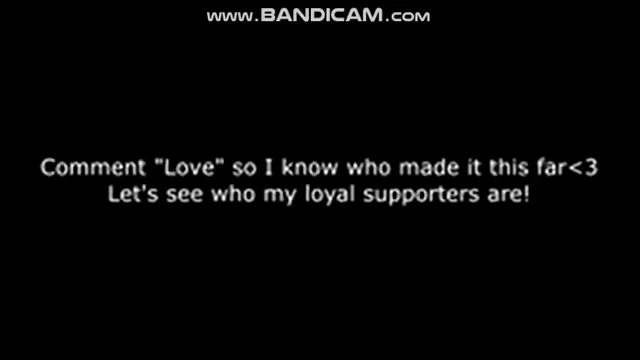 www.BANDICAM.com
Comment "Love" so I know who made it this far<3
Let's see who my loyal supporters are!